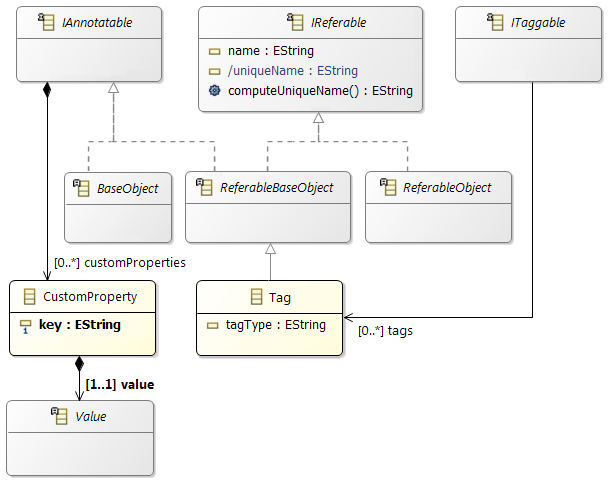 IAnnotatable
IReferable
name : EString
/uniqueName : EString
computeUniqueName() : EString
ITaggable
BaseObject
ReferableBaseObject
ReferableObject
[0..*] customProperties
CustomProperty
key : EString
Tag
tagType : EString
[0..*] tags
[1..1] value
Value